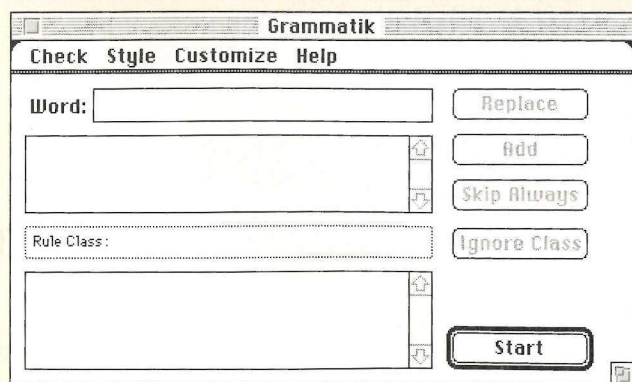 Grammatik
Check Style Customize Help
Word:
Replace
Add
Skip Always
Rule Class:
Ignore Class
Start